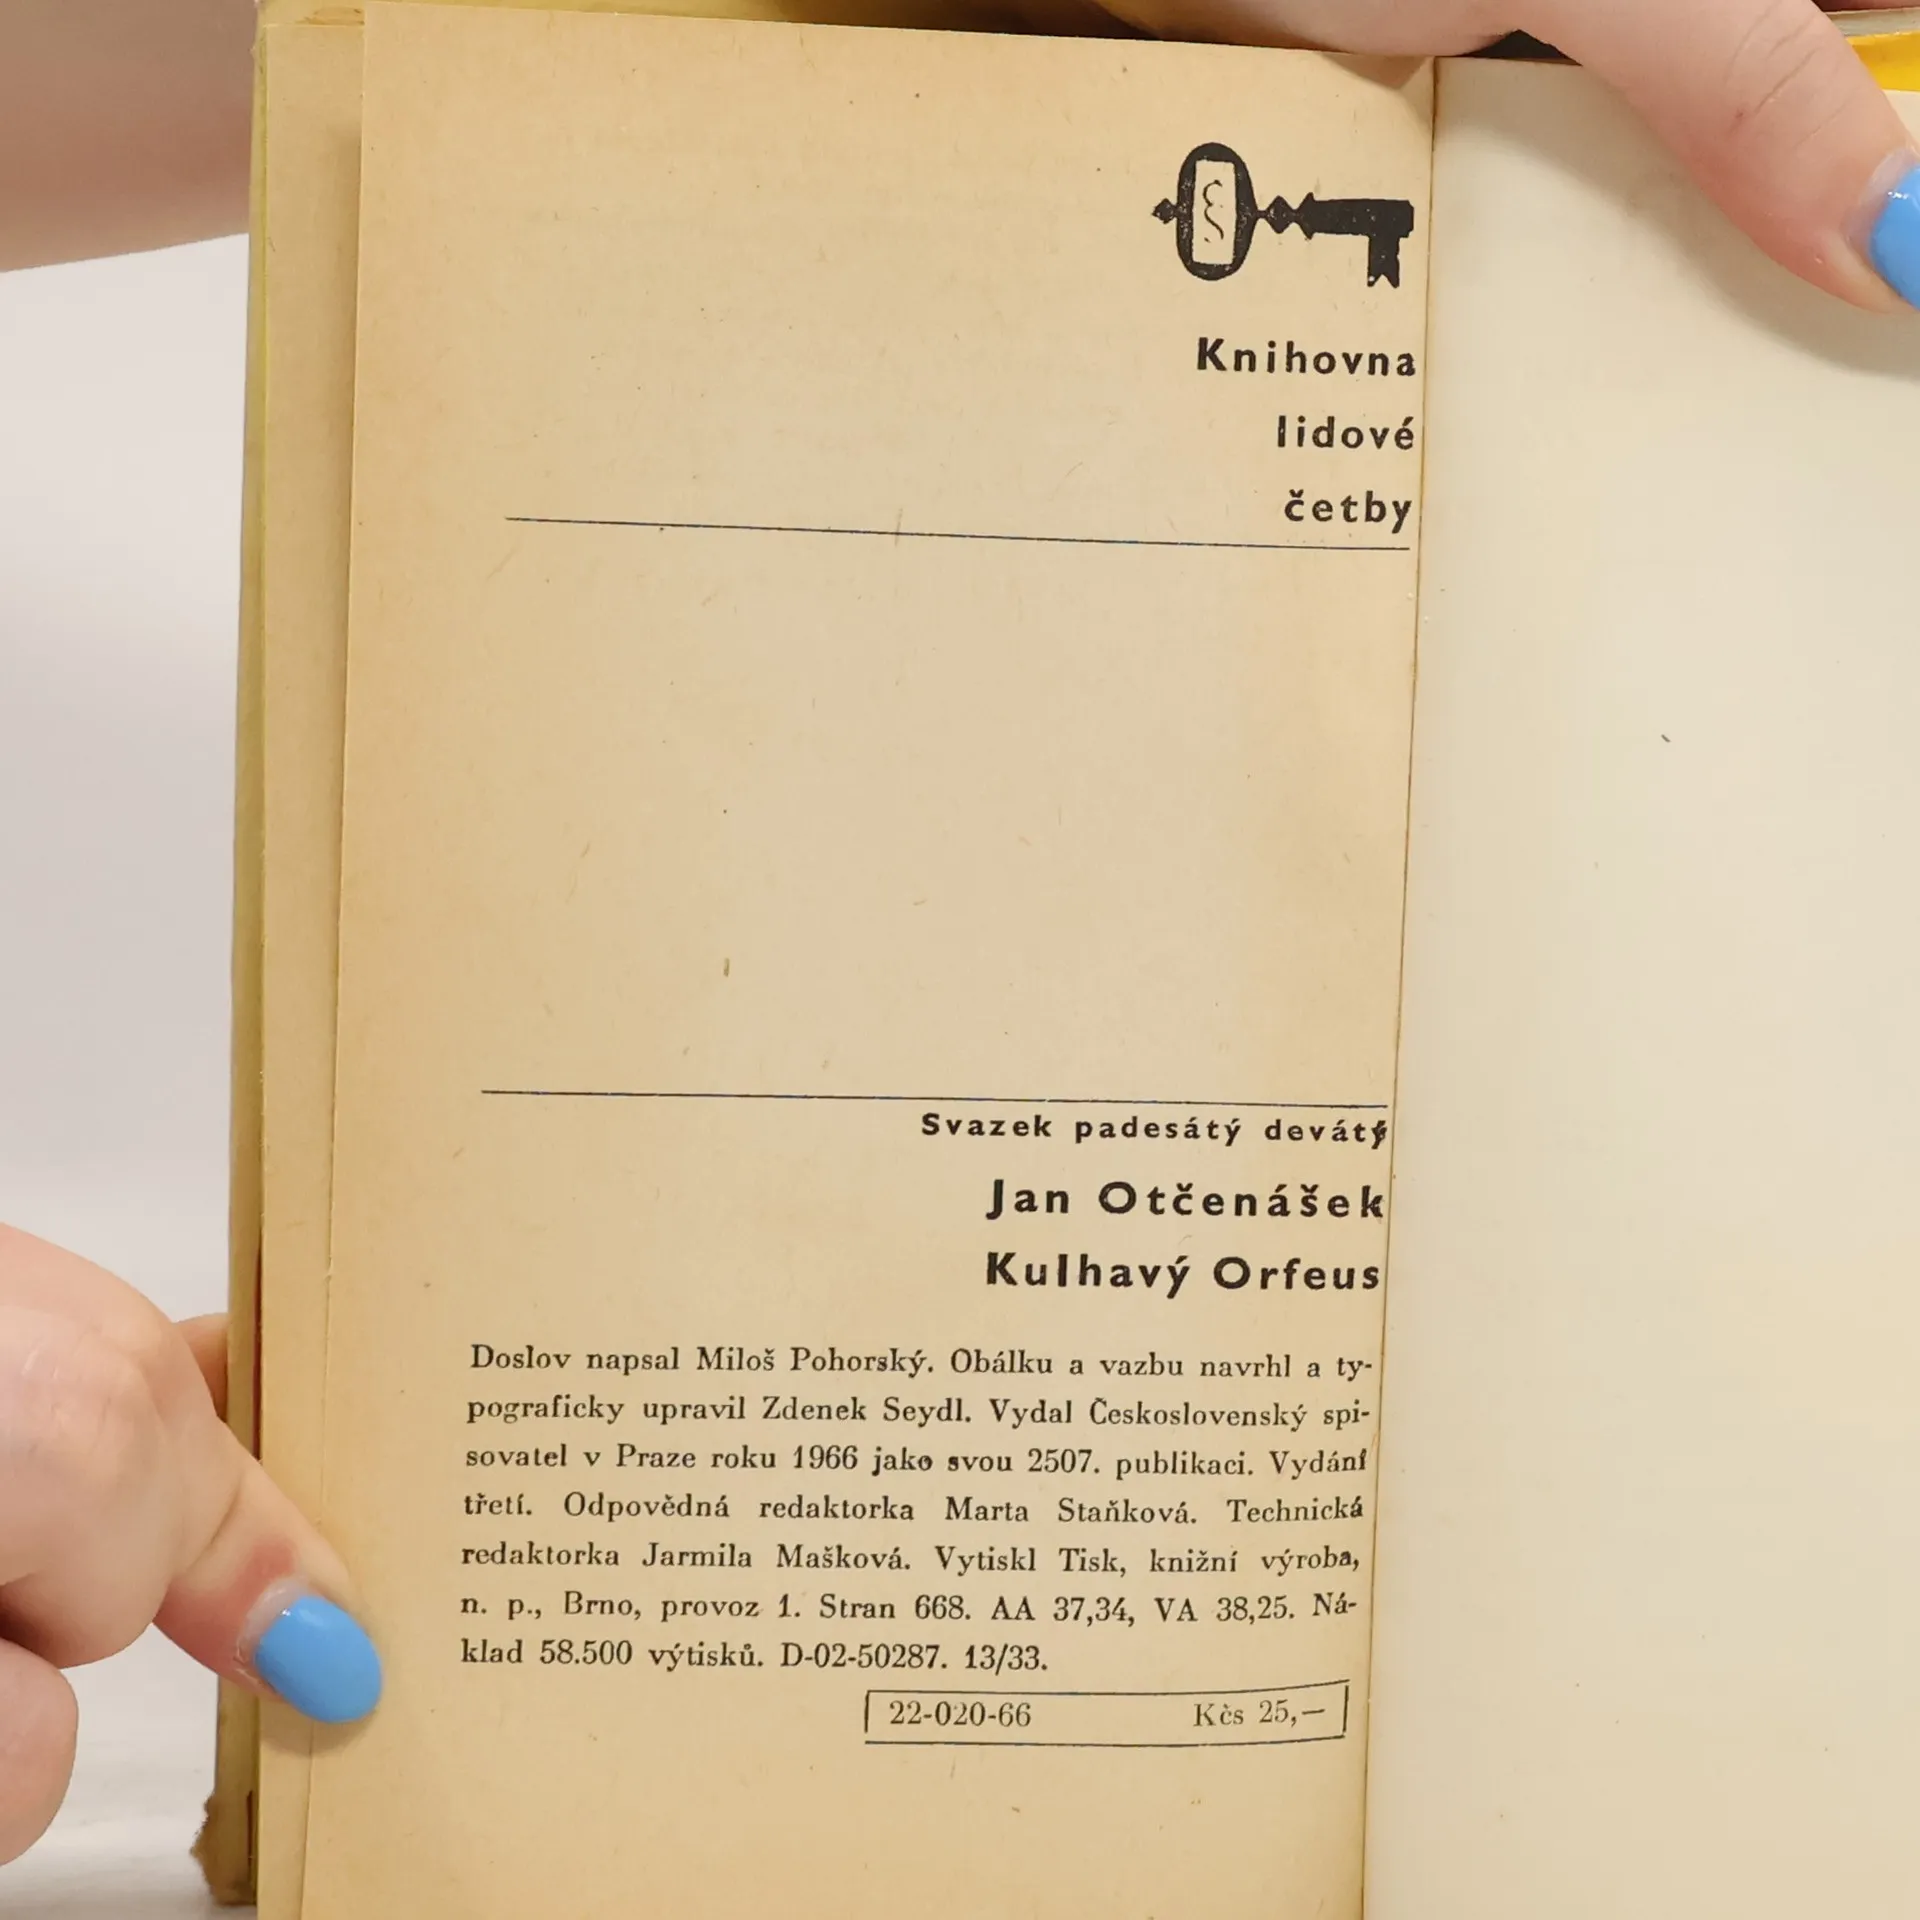 Knihovna
lidové
četby
Svazek padesátý devátý
Jan Otčenášek
Kulhavý Orfeus
Doslov napsal Miloš Pohorský. Obálku a vazbu navrhl a ty-
pograficky upravil Zdenek Seydl. Vydal Československý spi-
sovatel v Praze roku 1966 jako svou 2507. publikaci. Vydání
třetí. Odpovědná redaktorka Marta Staňková. Technická
redaktorka Jarmila Mašková. Vytiskl Tisk, knižní výroba,
n. p., Brno, provoz 1. Stran 668. AA 37,34, VA 38,25. Ná-
klad 58.500 výtisků. D-02-50287. 13/33.
22-020-66 Kčs 25,—